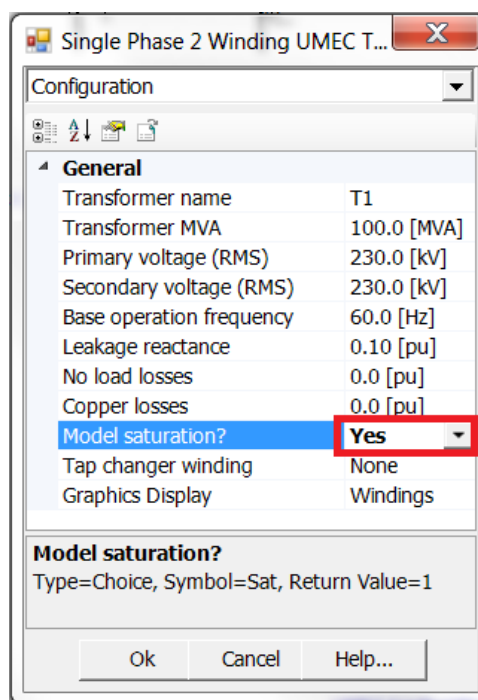 Single Phase 2 Winding UMEC T...
Configuration
General
Transformer name T1
Transformer MVA 100.0 [MVA]
Primary voltage (RMS) 230.0 [kV]
Secondary voltage (RMS) 230.0 [kV]
Base operation frequency 60.0 [Hz]
Leakage reactance 0.10 [pu]
No load losses 0.0 [pu]
Copper losses 0.0 [pu]
Model saturation? Yes
Tap changer winding None
Graphics Display Windings
Model saturation?
Type=Choice, Symbol=Sat, Return Value=1
Ok Cancel Help...